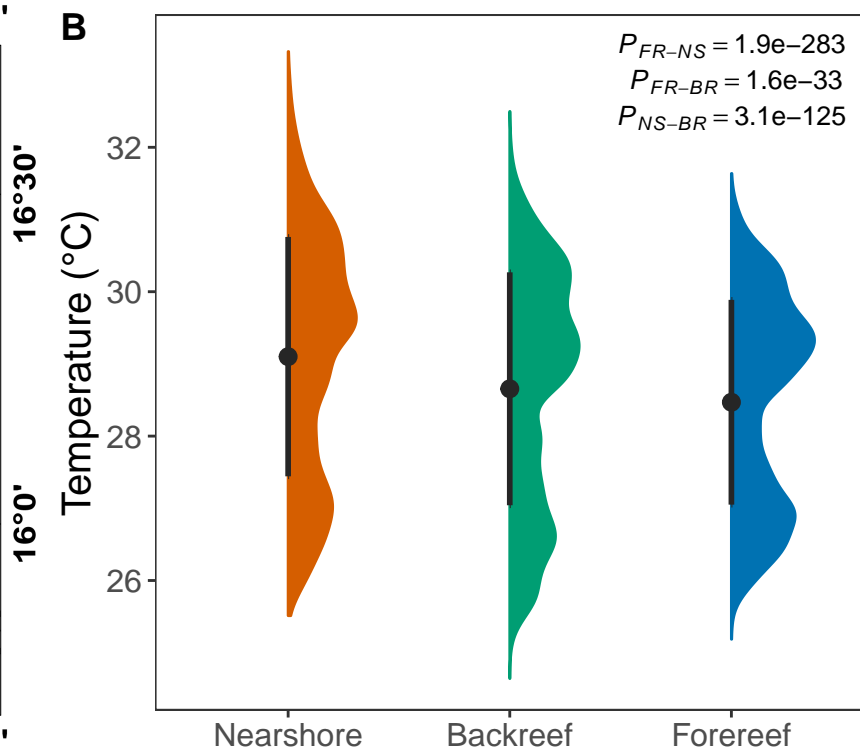 B
P_FR–NS = 1.9e−283
P_FR–BR = 1.6e−33
P_NS–BR = 3.1e−125
16°30'
16°0'
Temperature (°C)
32
30
28
26
Nearshore Backreef Forereef